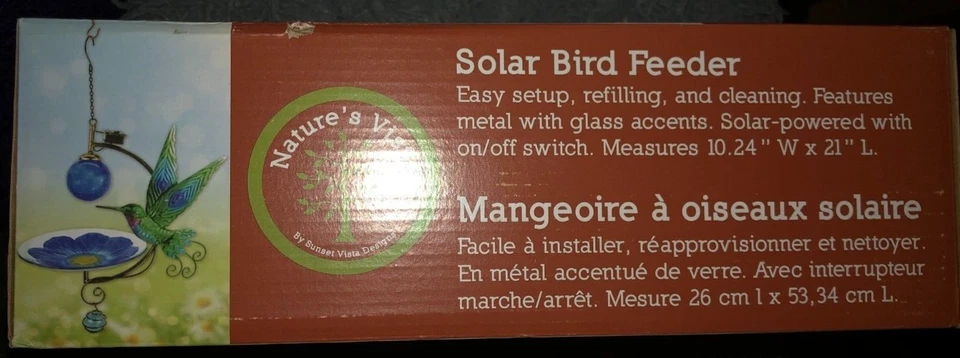 Nature's
By Sunset Vista Designs
Solar Bird Feeder
Easy setup, refilling, and cleaning. Features
metal with glass accents. Solar-powered with
on/off switch. Measures 10.24" W x 21" L.
Mangeoire à oiseaux solaire
Facile à installer, réapprovisionner et nettoyer.
En métal accentué de verre. Avec interrupteur
marche/arrêt. Mesure 26 cm l x 53,34 cm L.